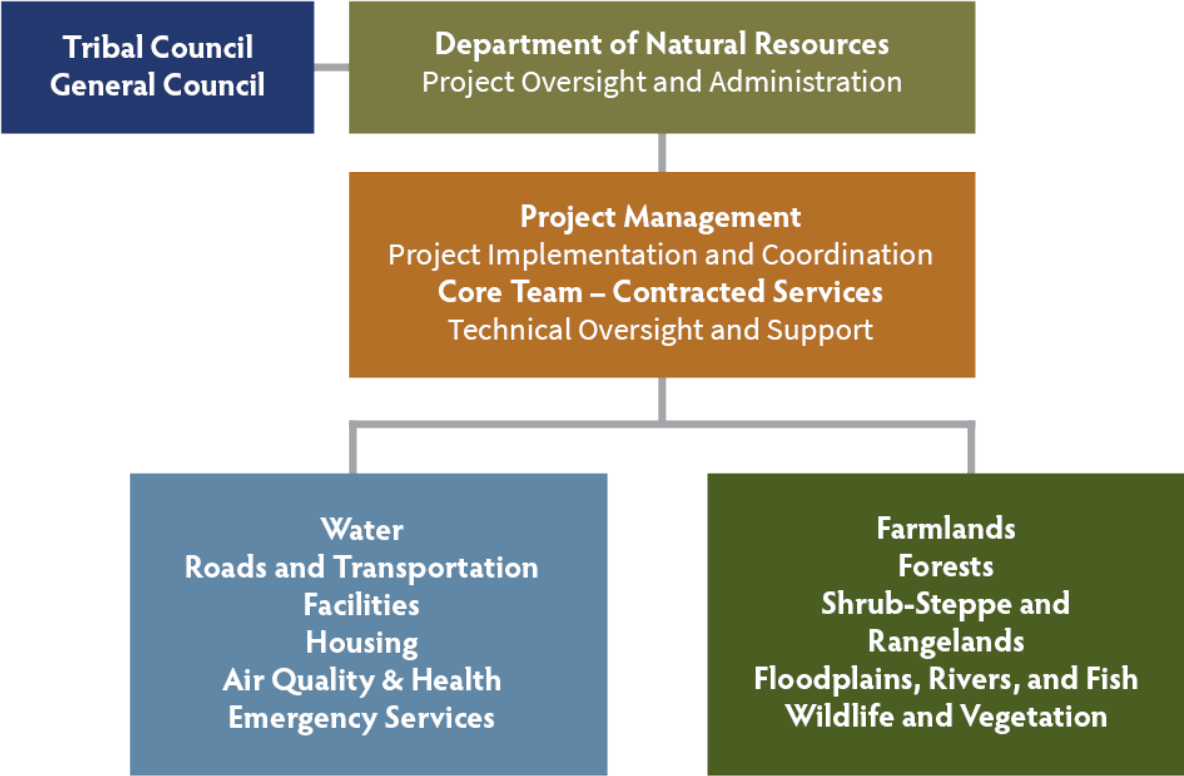 Tribal Council
General Council
Department of Natural Resources
Project Oversight and Administration
Project Management
Project Implementation and Coordination
Core Team – Contracted Services
Technical Oversight and Support
Water
Roads and Transportation
Facilities
Housing
Air Quality & Health
Emergency Services
Farmlands
Forests
Shrub-Steppe and
Rangelands
Floodplains, Rivers, and Fish
Wildlife and Vegetation